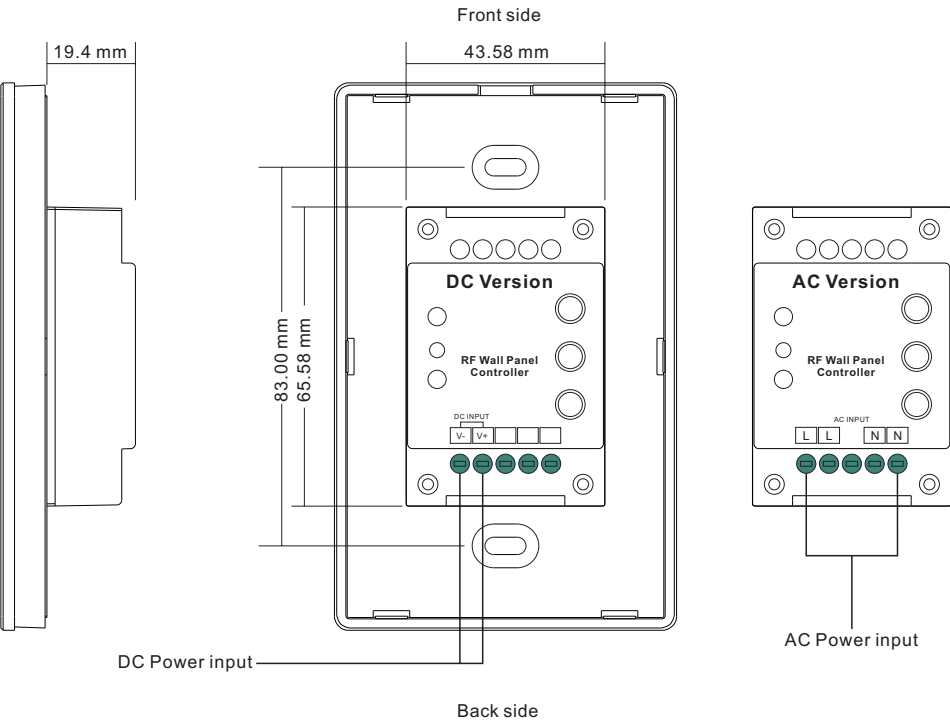 Front side
19.4 mm
43.58 mm
83.00 mm
65.58 mm
DC Version
RF Wall Panel
Controller
DC INPUT
V- V+
AC Version
RF Wall Panel
Controller
AC INPUT
L L N N
DC Power input
AC Power input
Back side